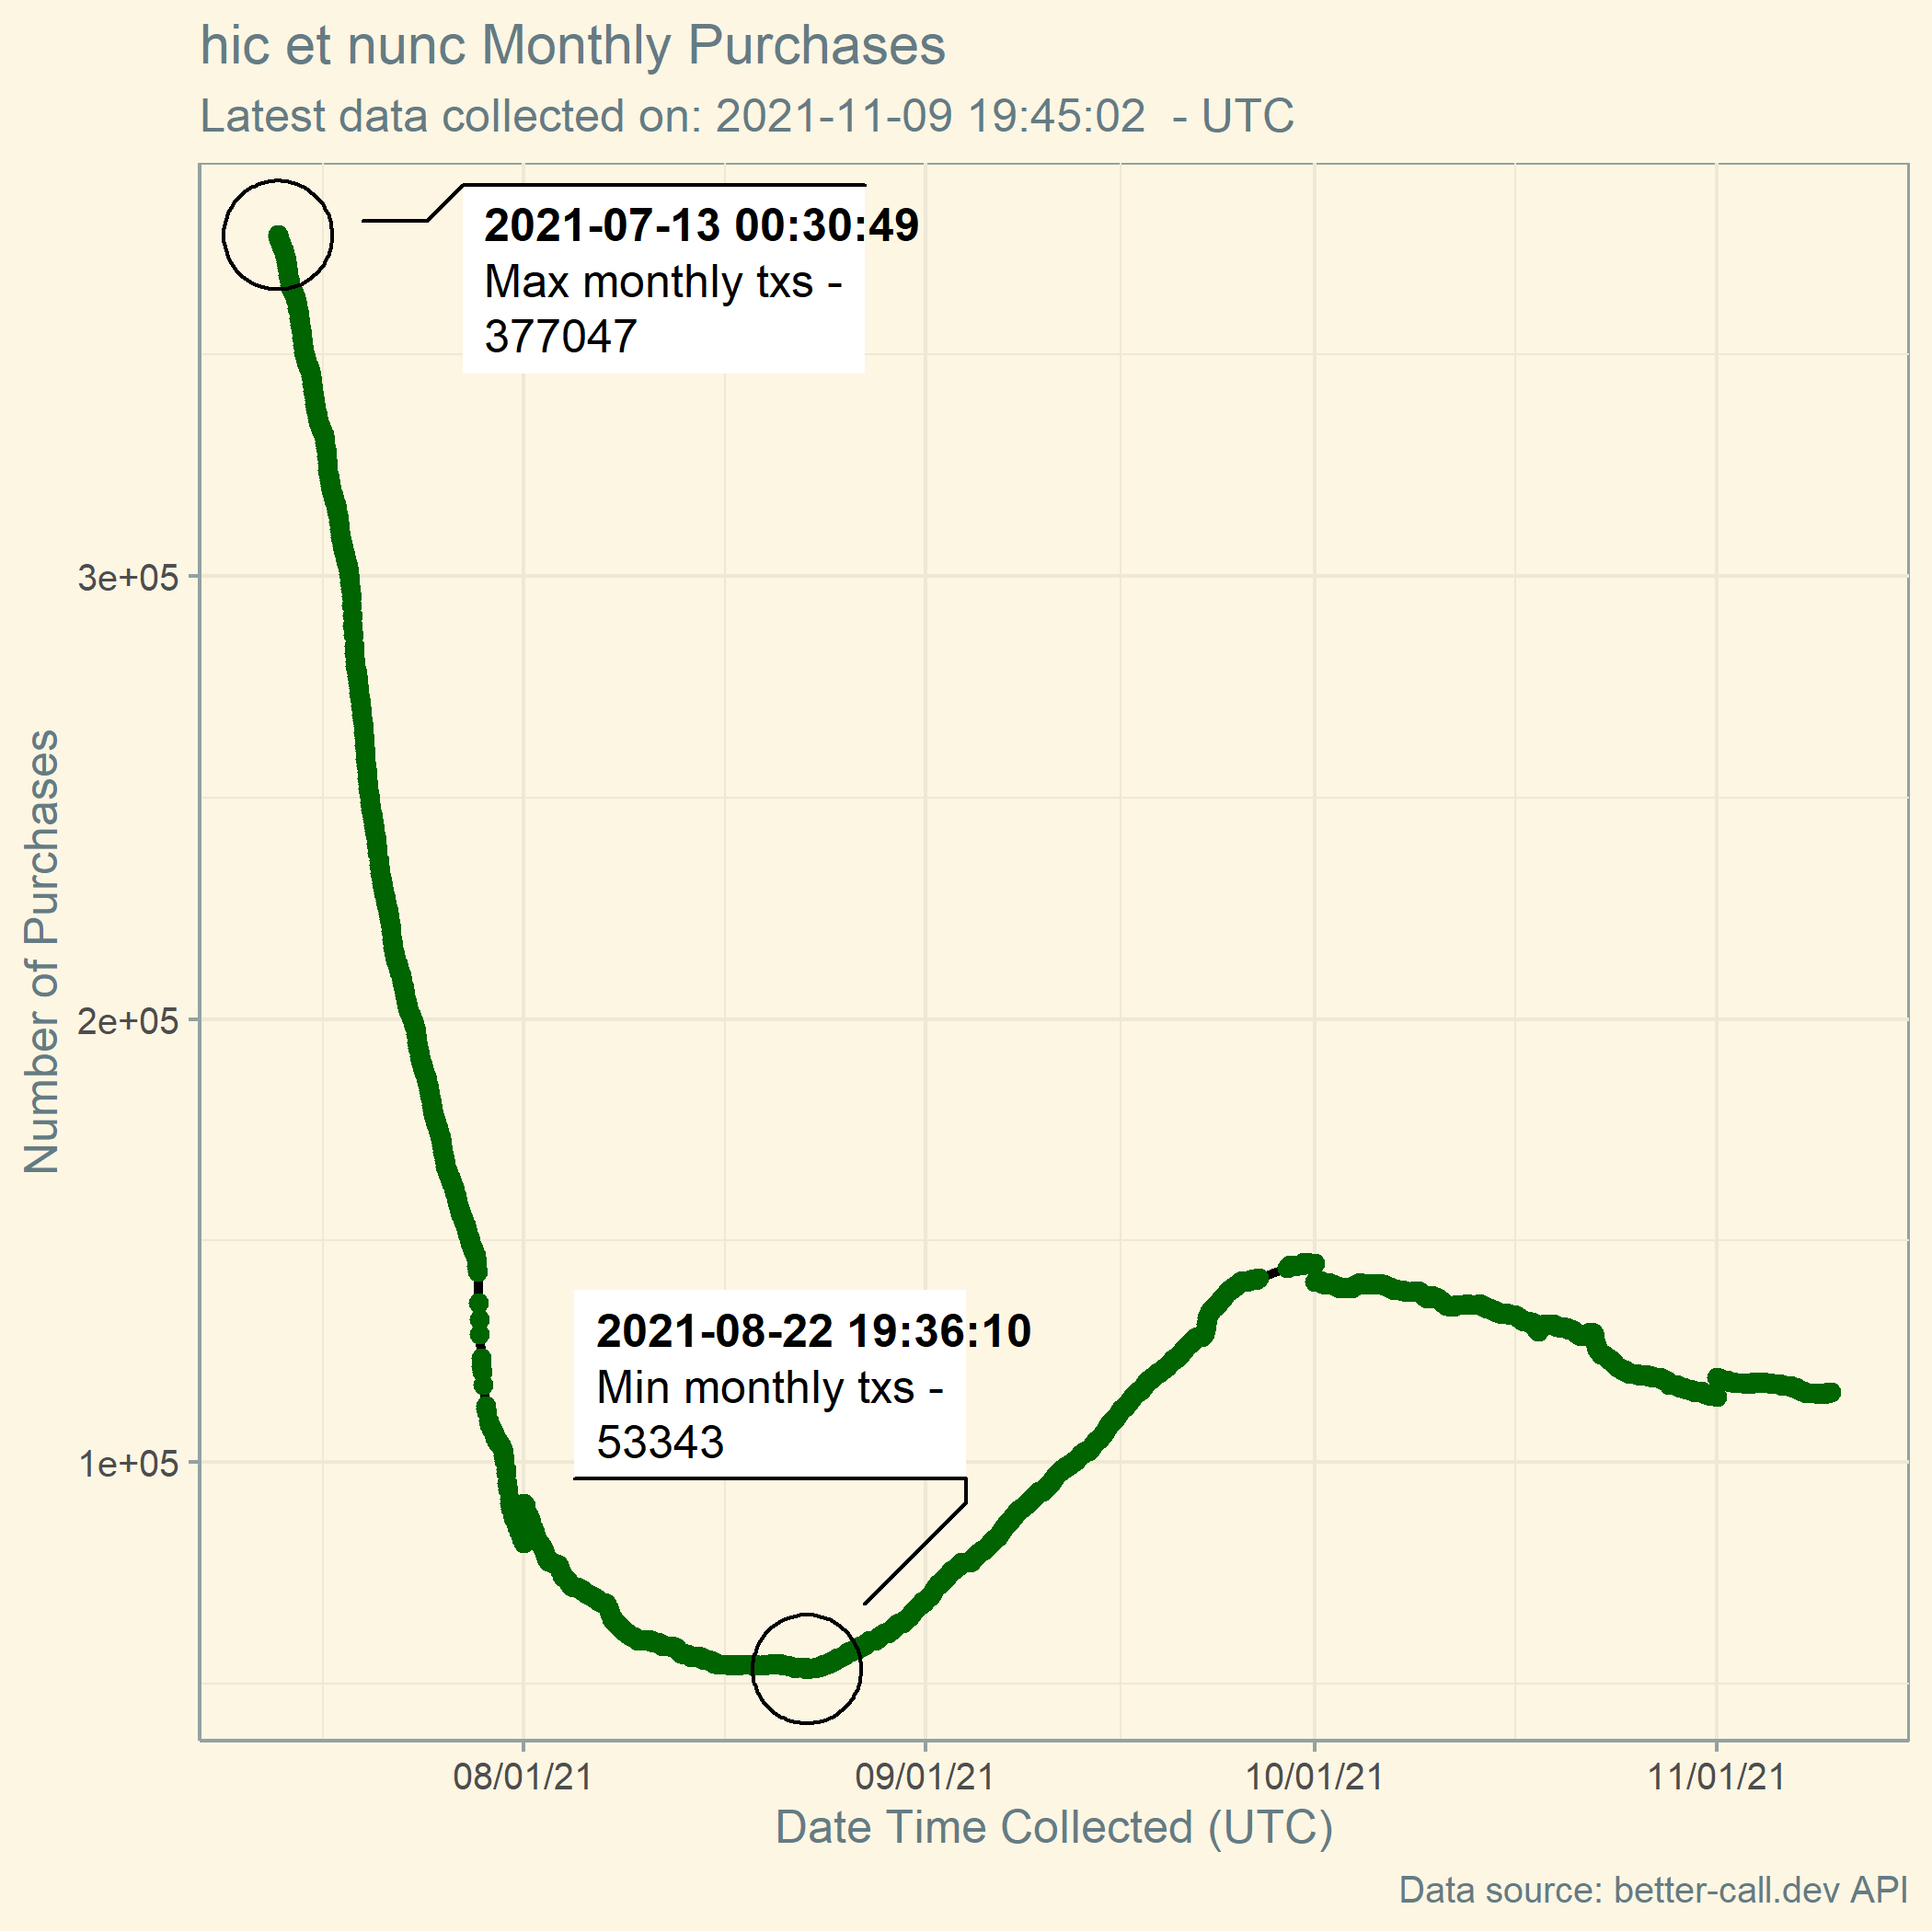 hic et nunc Monthly Purchases
Latest data collected on: 2021-11-09 19:45:02  - UTC
2021-07-13 00:30:49
Max monthly txs -
377047
3e+05
2e+05
1e+05
Number of Purchases
2021-08-22 19:36:10
Min monthly txs -
53343
08/01/21
09/01/21
10/01/21
11/01/21
Date Time Collected (UTC)
Data source: better-call.dev API